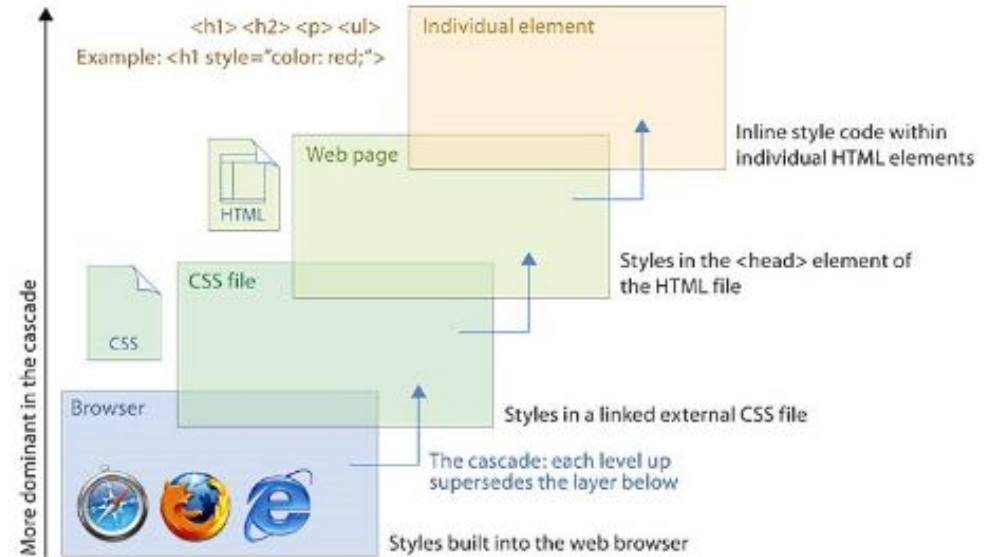 <h1> <h2> <p> <ul>
Example: <h1 style="color: red;“>
Individual element
Inline style code within
individual HTML elements
Web page
HTML
Styles in the <head> element of
the HTML file
CSS file
CSS
Styles in a linked external CSS file
Browser
The cascade: each level up
supersedes the layer below
Styles built into the web browser
More dominant in the cascade